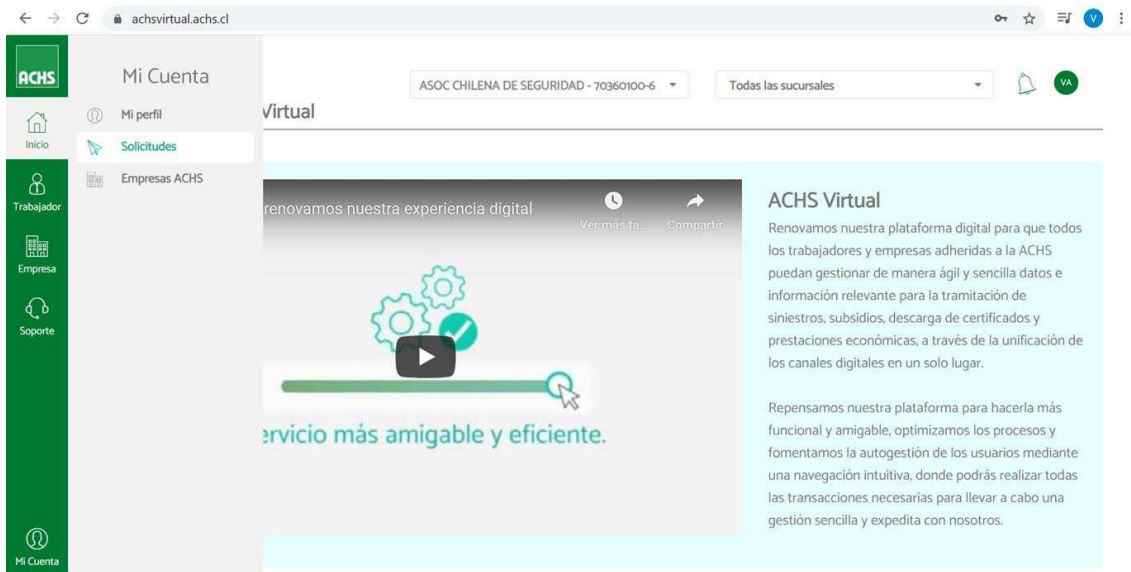 achsvirtual.achs.cl
V
ACHS
Inicio
Trabajador
Empresa
Soporte
Mi Cuenta
Mi Cuenta
Mi perfil
Solicitudes
Empresas ACHS
ASOC CHILENA DE SEGURIDAD - 70360100-6
Todas las sucursales
VA
Virtual
renovamos nuestra experiencia digital
Ver más ta...
Compartir
ervicio más amigable y eficiente.
ACHS Virtual
Renovamos nuestra plataforma digital para que todos
los trabajadores y empresas adheridas a la ACHS
puedan gestionar de manera ágil y sencilla datos e
información relevante para la tramitación de
siniestros, subsidios, descarga de certificados y
prestaciones económicas, a través de la unificación de
los canales digitales en un solo lugar.
Repensamos nuestra plataforma para hacerla más
funcional y amigable, optimizamos los procesos y
fomentamos la autogestión de los usuarios mediante
una navegación intuitiva, donde podrás realizar todas
las transacciones necesarias para llevar a cabo una
gestión sencilla y expedita con nosotros.